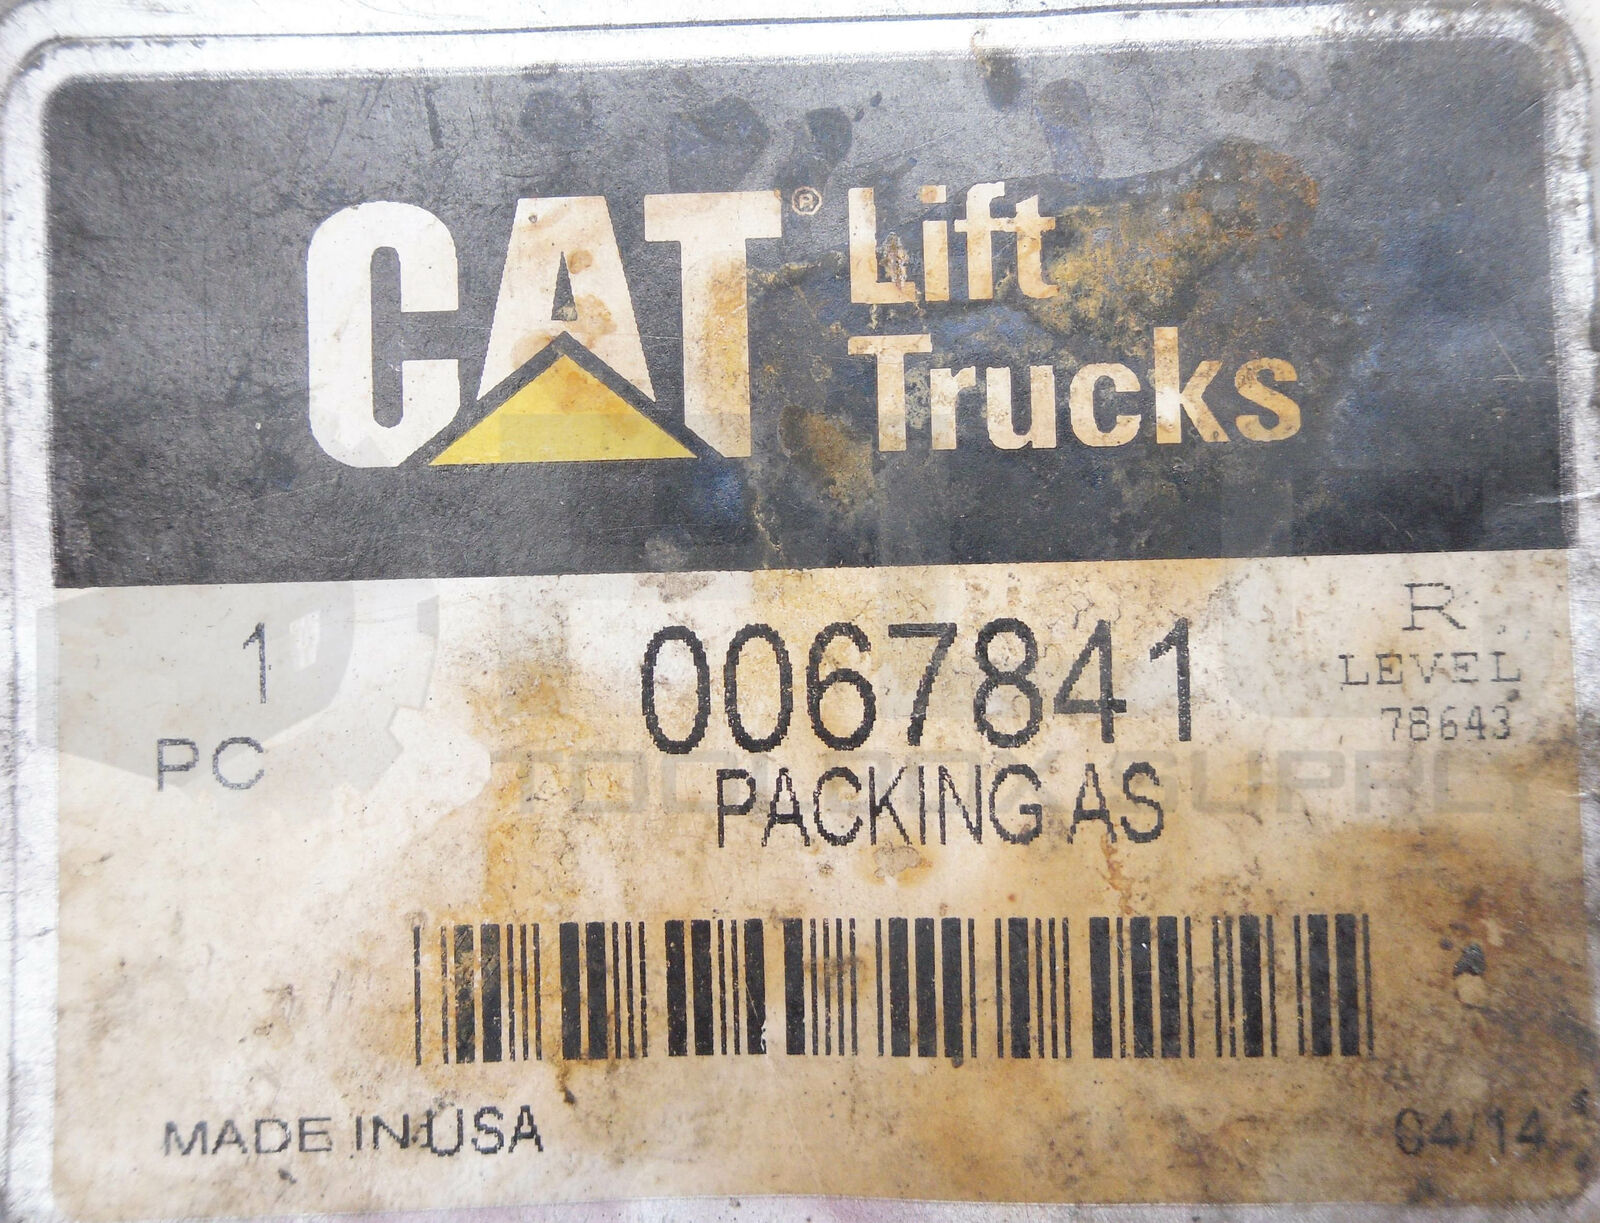 CAT® Lift
Trucks
1
PC
0067841
PACKING AS
R
LEVEL
78643
MADE IN USA
04/14